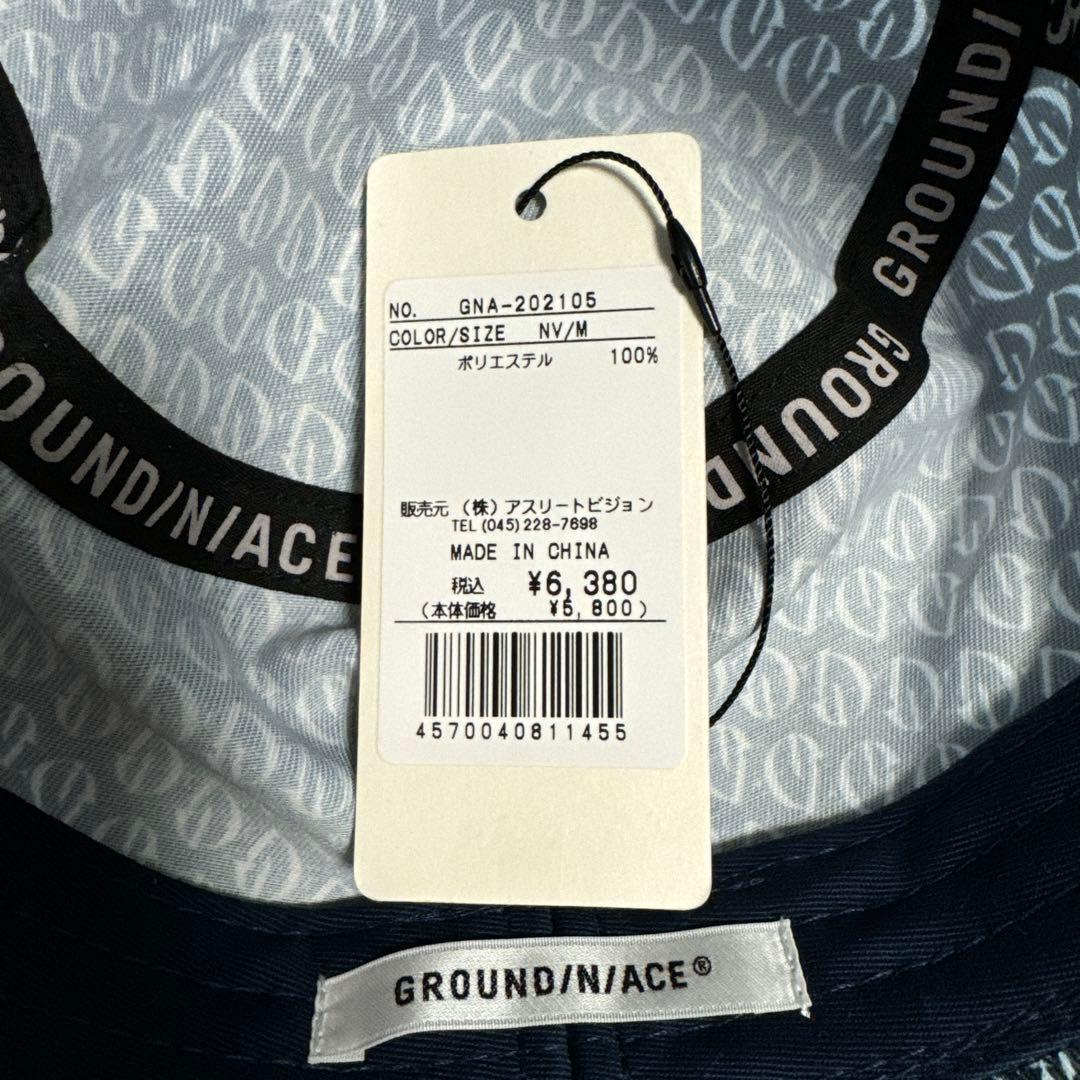 NO. GNA-202105
COLOR/SIZE NV/M
ポリエステル 100%
販売元 (株)アスリートビジョン
TEL(045)228-7698
MADE IN CHINA
税込 ¥6,380
(本体価格 ¥5,800)
4570040811455
OUND/N/ACE
GROUND
GROUND/
GROUND/N/ACE®